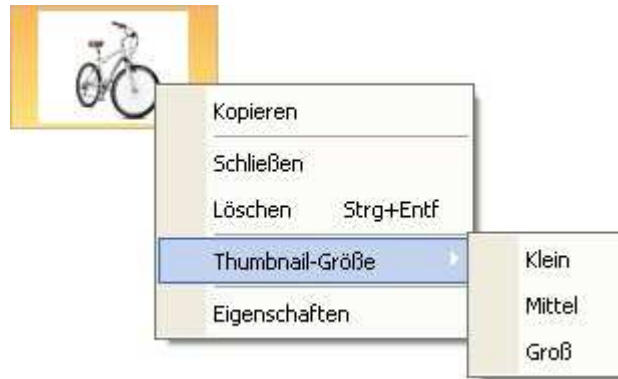 Kopieren
Schließen
Löschen Strg+Entf
Thumbnail-Größe
Eigenschaften
Klein
Mittel
Groß